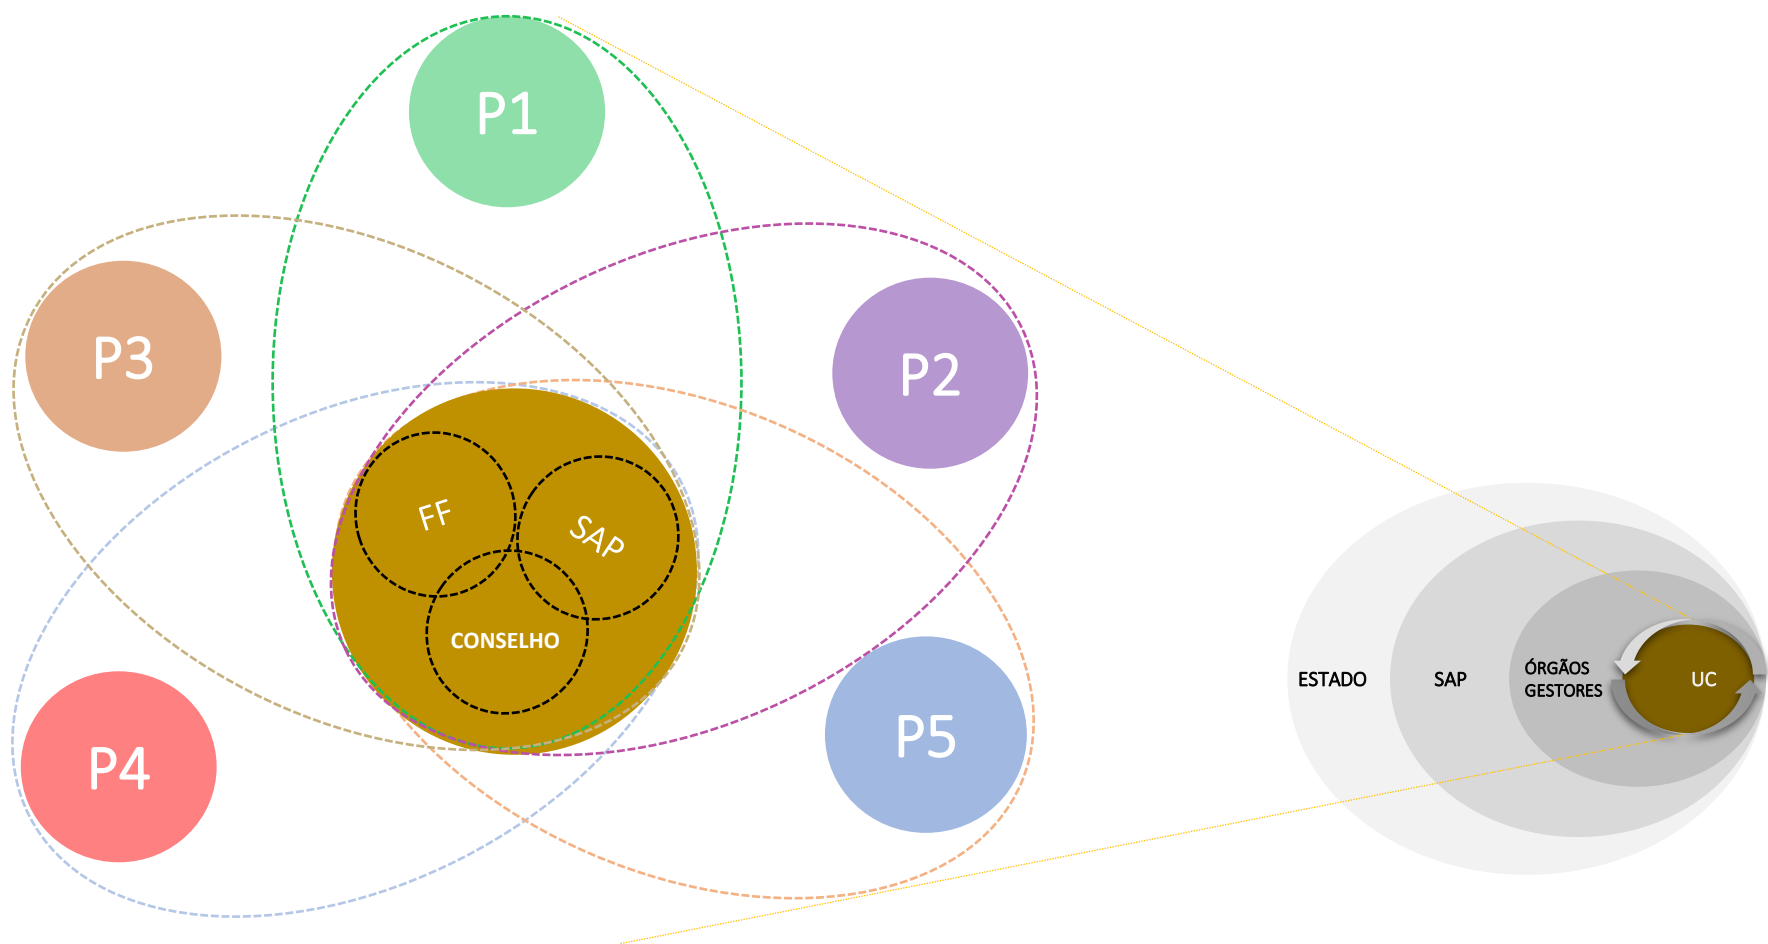 P1
P3
P2
FF
SAP
CONSELHO
P4
P5
ESTADO
SAP
ÓRGÃOS
GESTORES
UC